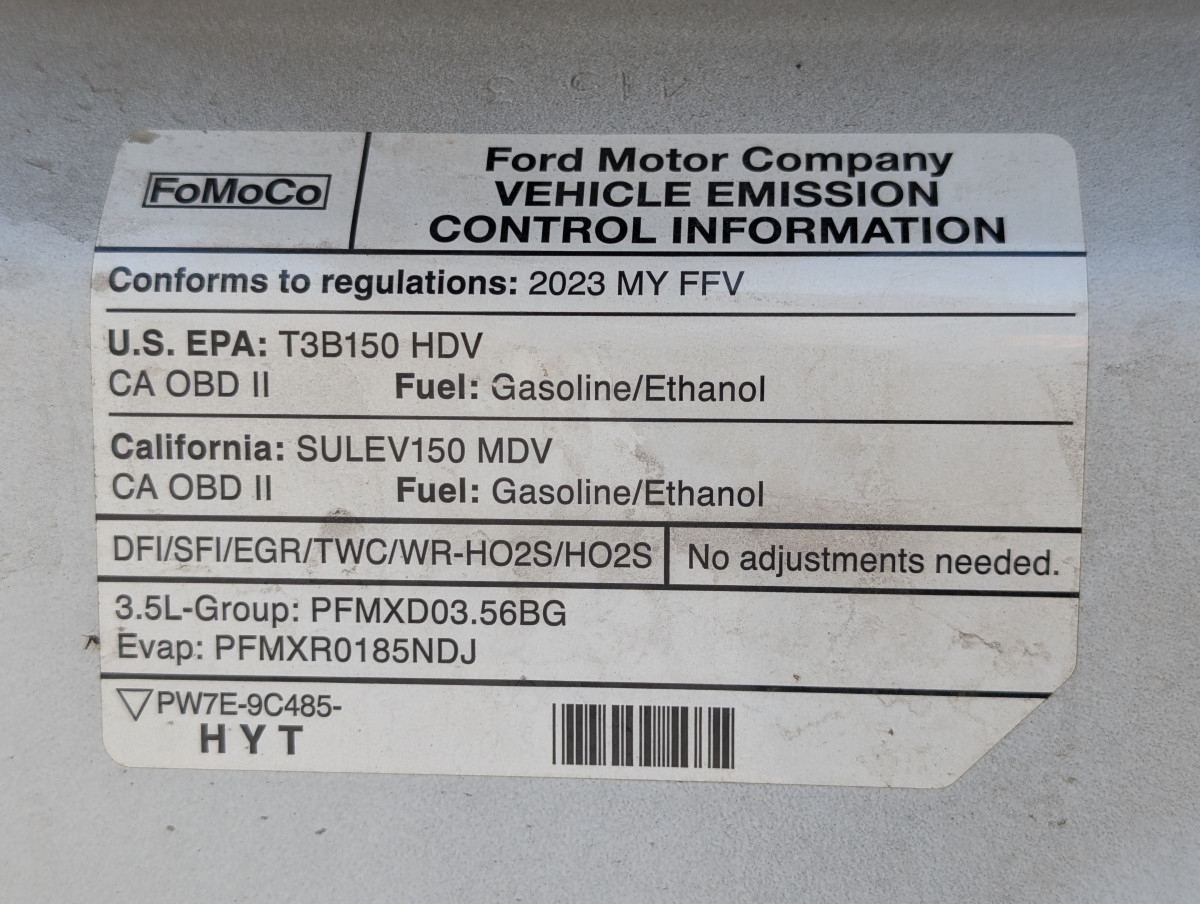 FoMoCo
Ford Motor Company
VEHICLE EMISSION
CONTROL INFORMATION
Conforms to regulations: 2023 MY FFV
U.S. EPA: T3B150 HDV
CA OBD II Fuel: Gasoline/Ethanol
California: SULEV150 MDV
CA OBD II Fuel: Gasoline/Ethanol
DFI/SFI/EGR/TWC/WR-HO2S/HO2S
No adjustments needed.
3.5L-Group: PFMXD03.56BG
Evap: PFMXR0185NDJ
PW7E-9C485-
HYT